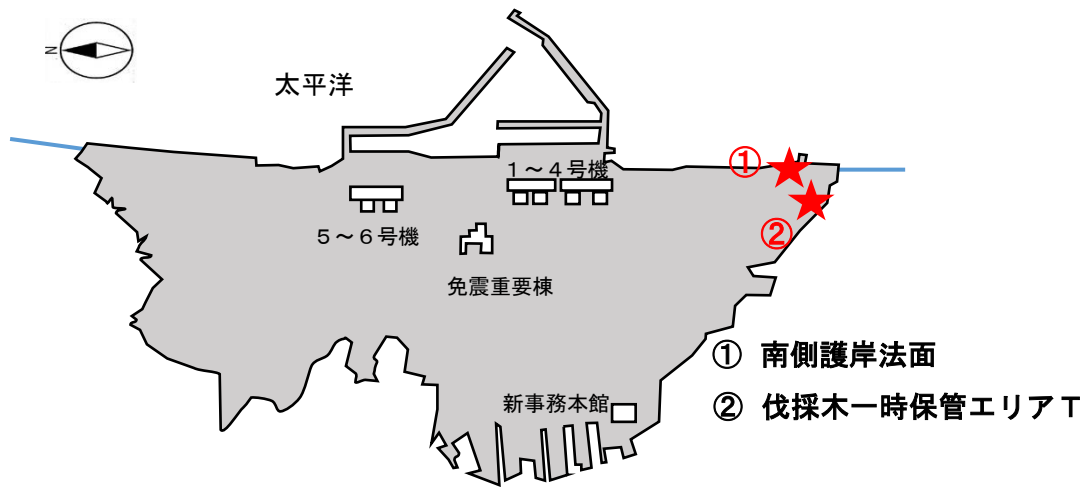 N
太平洋
①
1～4号機
5～6号機
②
免震重要棟
① 南側護岸法面
② 伐採木一時保管エリアT
新事務本館